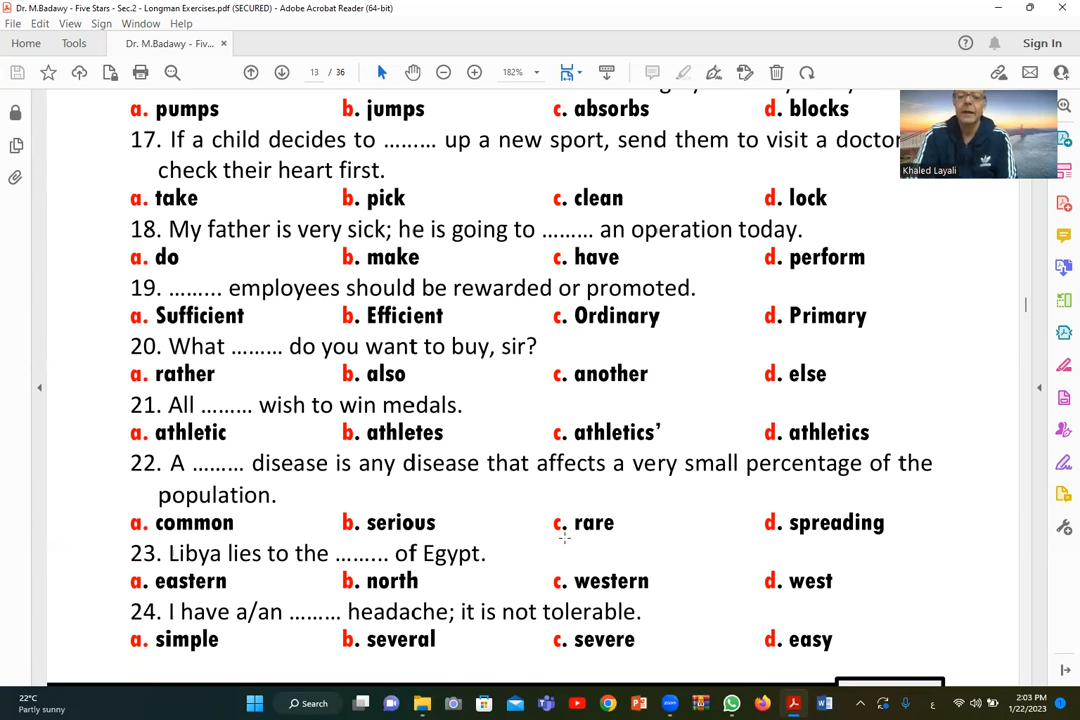 Dr. M.Badawy - Five Stars - Sec.2 - Longman Exercises.pdf (SECURED) - Adobe Acrobat Reader (64-bit)
File Edit View Sign Window Help
Home Tools Dr. M.Badawy - Fiv... × Sign In
13 / 36 182%
a. pumps b. jumps c. absorbs d. blocks
17. If a child decides to ……… up a new sport, send them to visit a doctor
check their heart first.
Khaled Layali
a. take b. pick c. clean d. lock
18. My father is very sick; he is going to ……… an operation today.
a. do b. make c. have d. perform
19. ……... employees should be rewarded or promoted.
a. Sufficient b. Efficient c. Ordinary d. Primary
20. What ……… do you want to buy, sir?
a. rather b. also c. another d. else
21. All ……… wish to win medals.
a. athletic b. athletes c. athletics’ d. athletics
22. A ……… disease is any disease that affects a very small percentage of the
population.
a. common b. serious c. rare d. spreading
23. Libya lies to the ……... of Egypt.
a. eastern b. north c. western d. west
24. I have a/an ……… headache; it is not tolerable.
a. simple b. several c. severe d. easy
22°C
Partly sunny
Search
ع
2:03 PM
1/22/2023